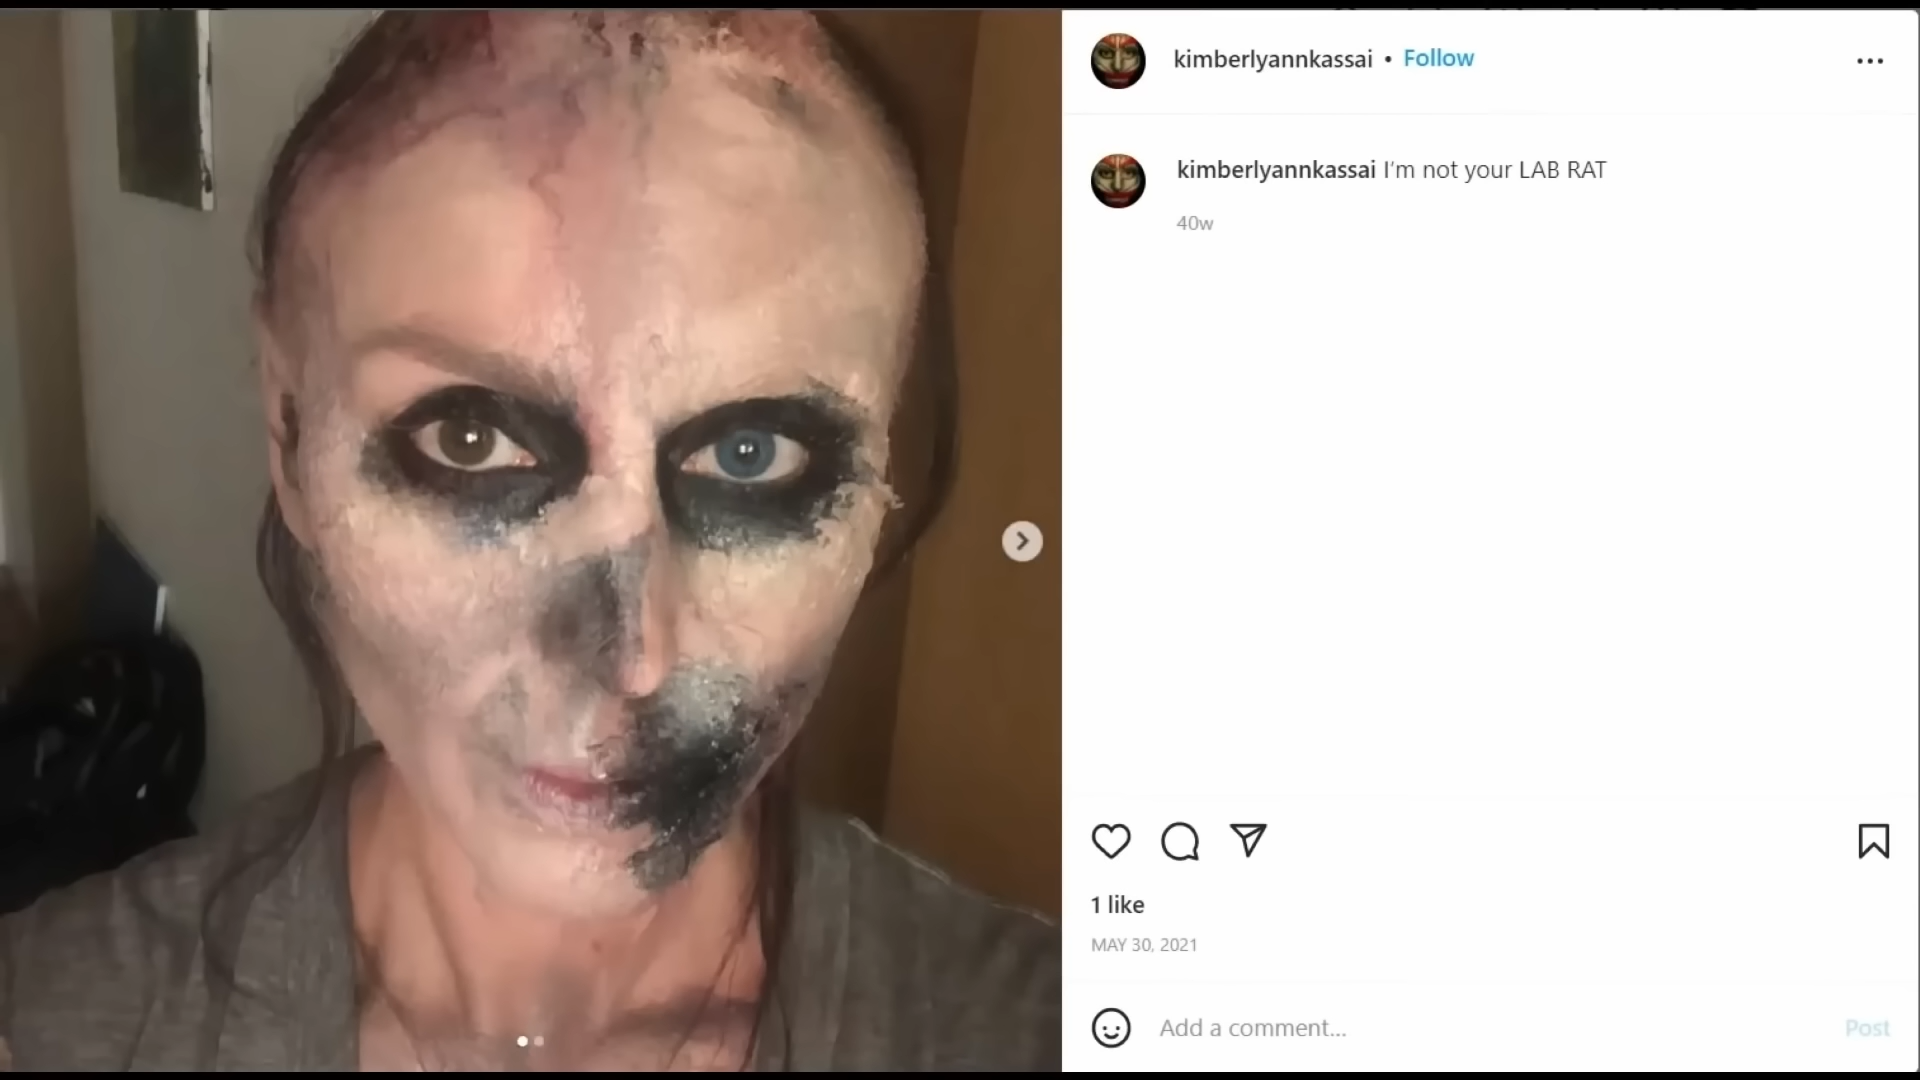 kimberlyannkassai • Follow
kimberlyannkassai I'm not your LAB RAT
40w
1 like
MAY 30, 2021
Add a comment...
Post